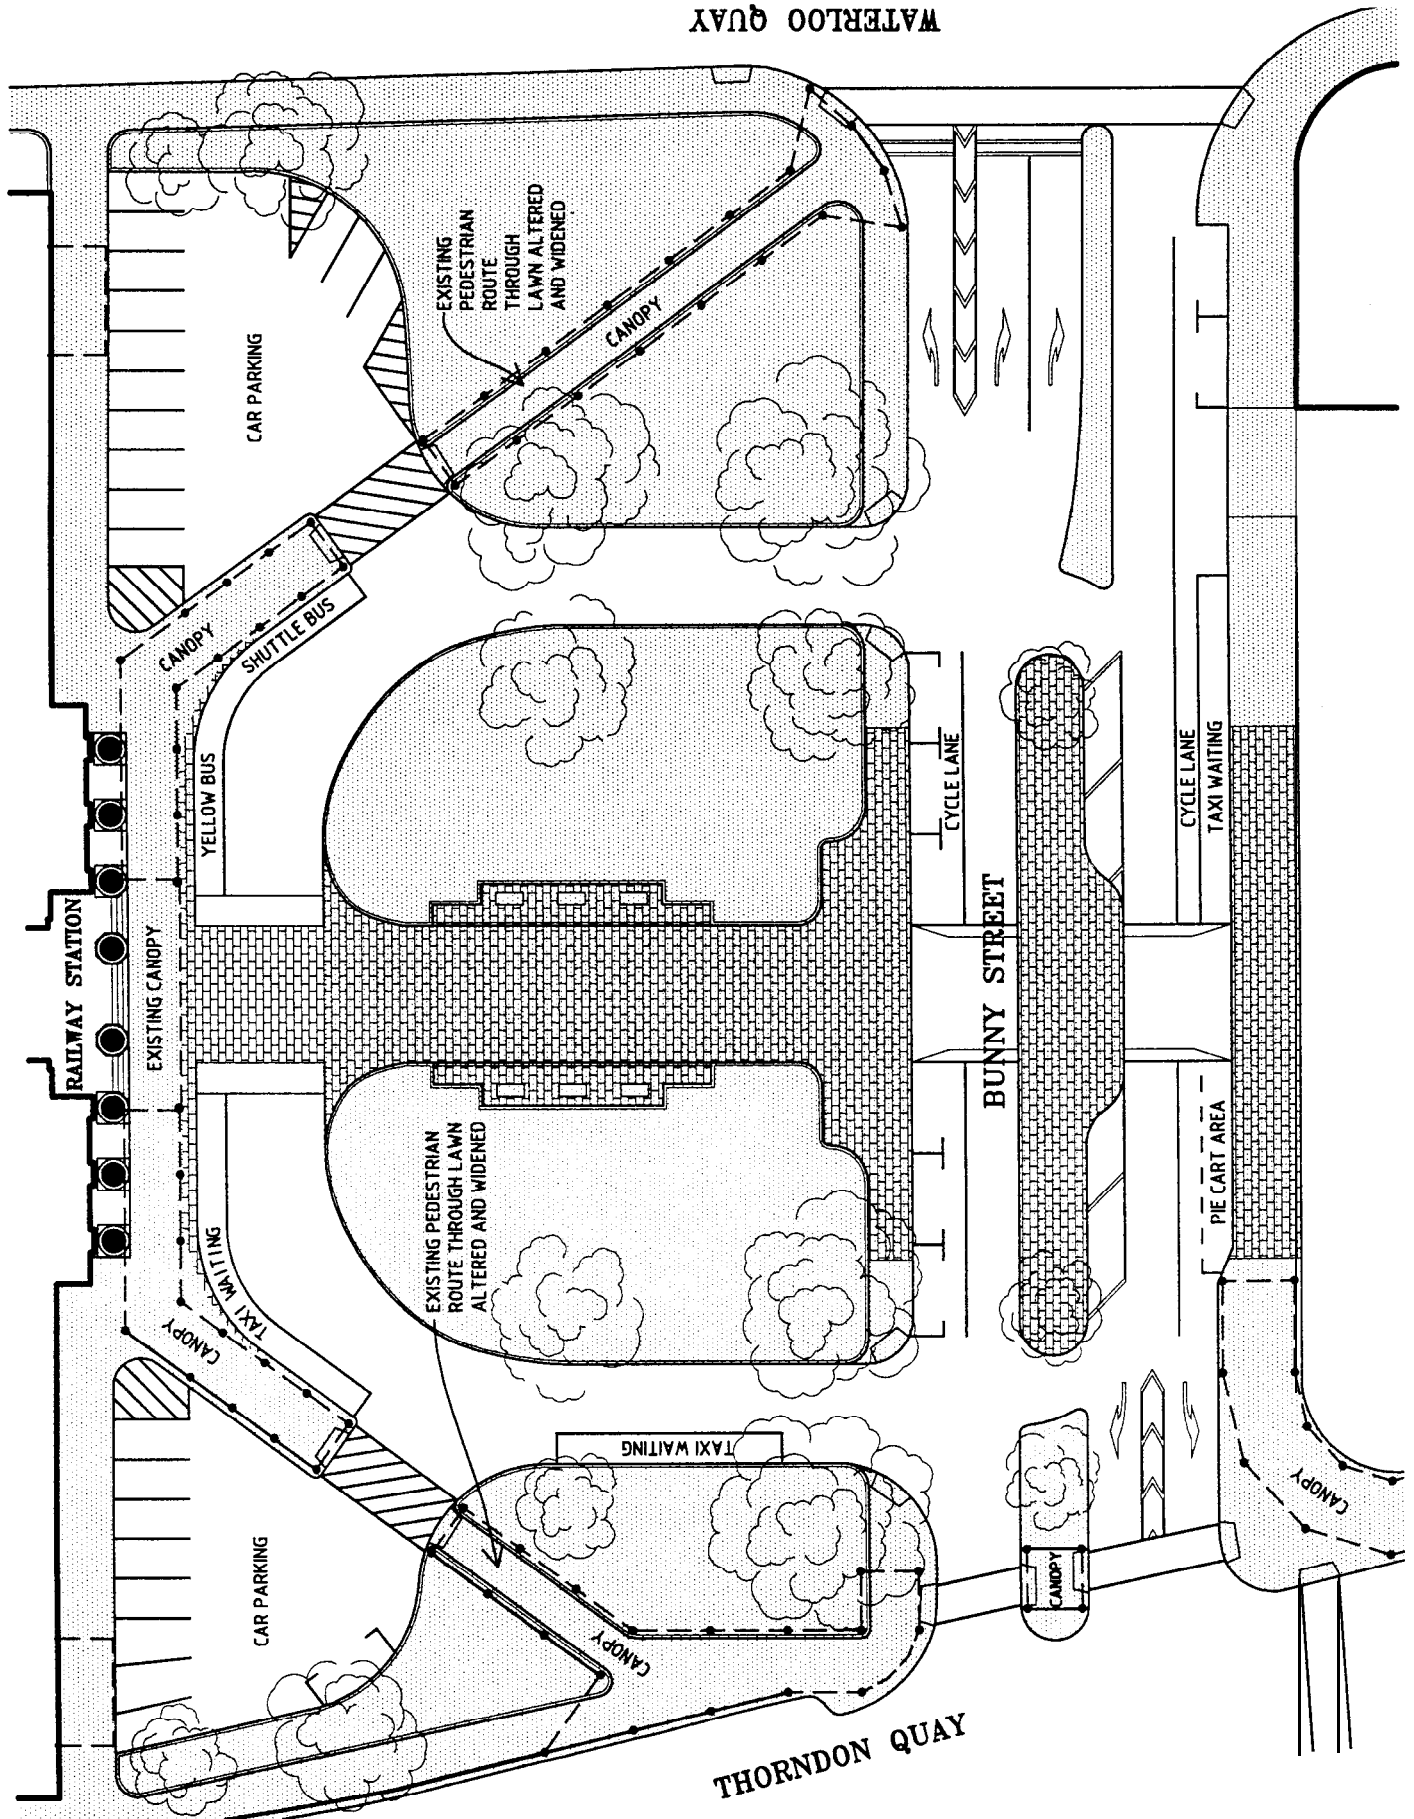 WATERLOO QUAY
EXISTING
PEDESTRIAN
ROUTE
THROUGH
LAWN ALTERED
AND WIDENED
CANOPY
CAR PARKING
CANOPY
SHUTTLE BUS
YELLOW BUS
CYCLE LANE
CYCLE LANE
TAXI WAITING
RAILWAY STATION
EXISTING CANOPY
BUNNY STREET
PIE CART AREA
EXISTING PEDESTRIAN
ROUTE THROUGH LAWN
ALTERED AND WIDENED
TAXI WAITING
CANOPY
TAXI WAITING
CANOPY
CAR PARKING
CANOPY
CANOPY
THORNDON QUAY